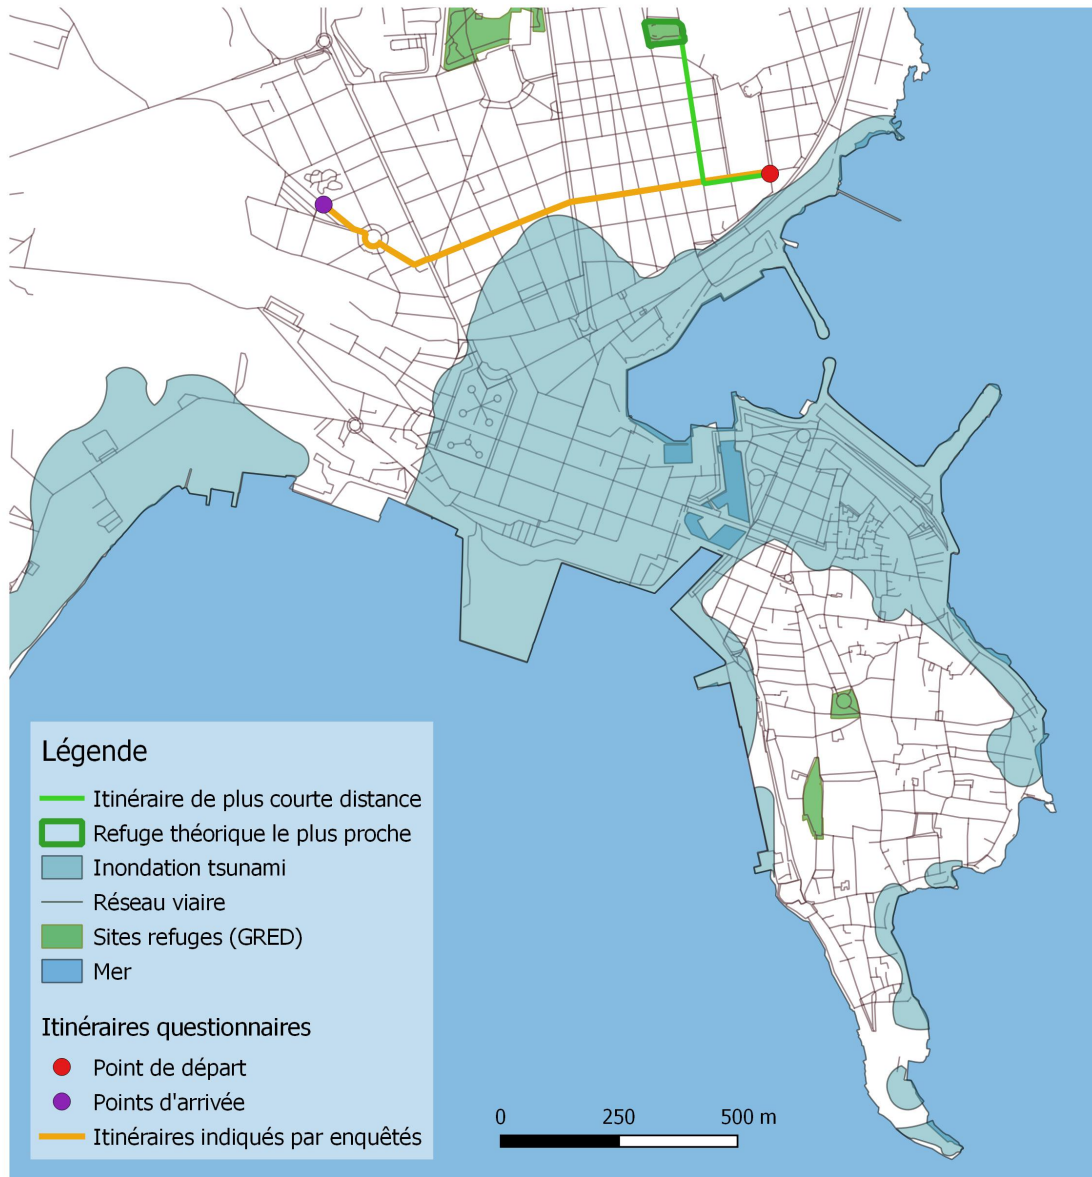 Légende
Itinéraire de plus courte distance
Refuge théorique le plus proche
Inondation tsunami
Réseau viaire
Sites refuges (GRED)
Mer
Itinéraires questionnaires
Point de départ
Points d'arrivée
Itinéraires indiqués par enquêtés
0 250 500 m